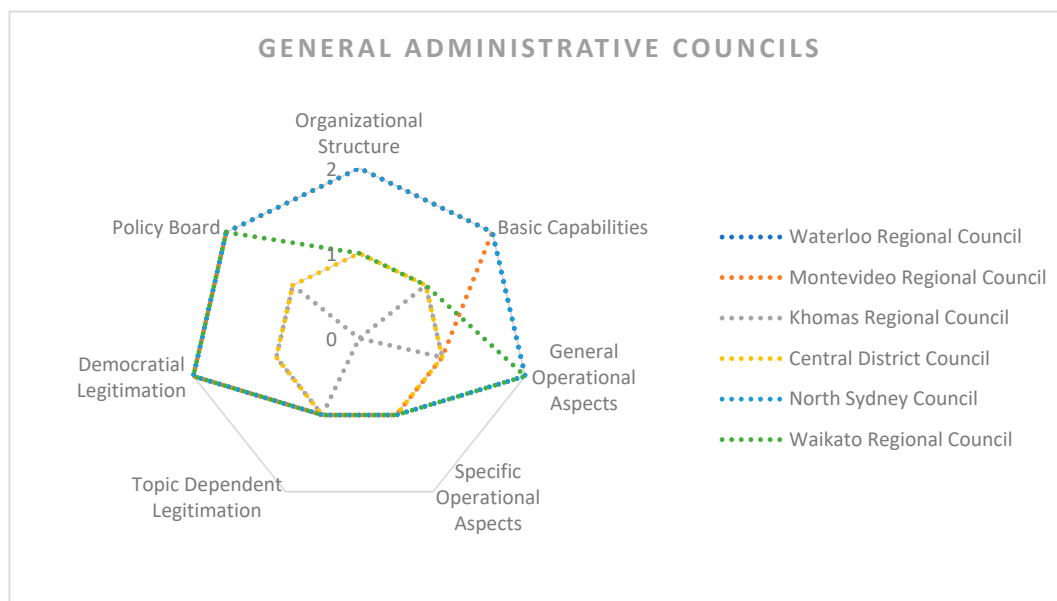 GENERAL ADMINISTRATIVE COUNCILS
Organizational
Structure
2
Policy Board
Basic Capabilities
1
0
Democratial
Legitimation
General
Operational
Aspects
Topic Dependent
Legitimation
Specific
Operational
Aspects
Waterloo Regional Council
Montevideo Regional Council
Khomas Regional Council
Central District Council
North Sydney Council
Waikato Regional Council